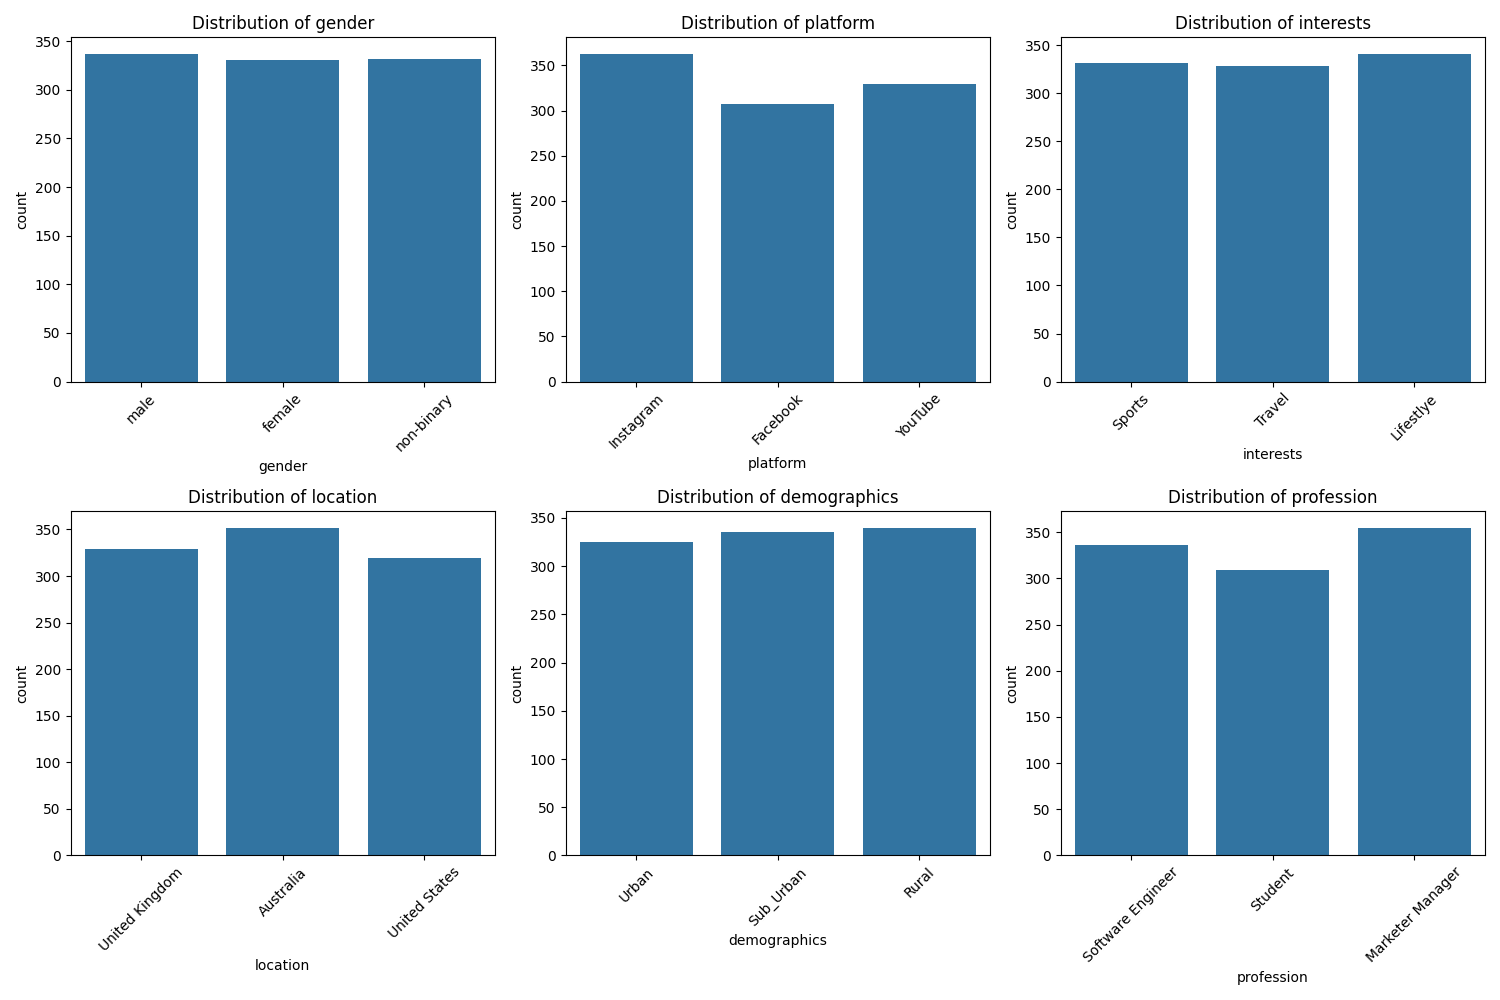 Distribution of gender
350
300
250
200
150
100
50
0
count
male
female
non-binary
gender
Distribution of platform
350
300
250
200
150
100
50
0
count
Instagram
Facebook
YouTube
platform
Distribution of interests
350
300
250
200
150
100
50
0
count
Sports
Travel
Lifestlye
interests
Distribution of location
350
300
250
200
150
100
50
0
count
United Kingdom
Australia
United States
location
Distribution of demographics
350
300
250
200
150
100
50
0
count
Urban
Sub_Urban
Rural
demographics
Distribution of profession
350
300
250
200
150
100
50
0
count
Software Engineer
Student
Marketer Manager
profession